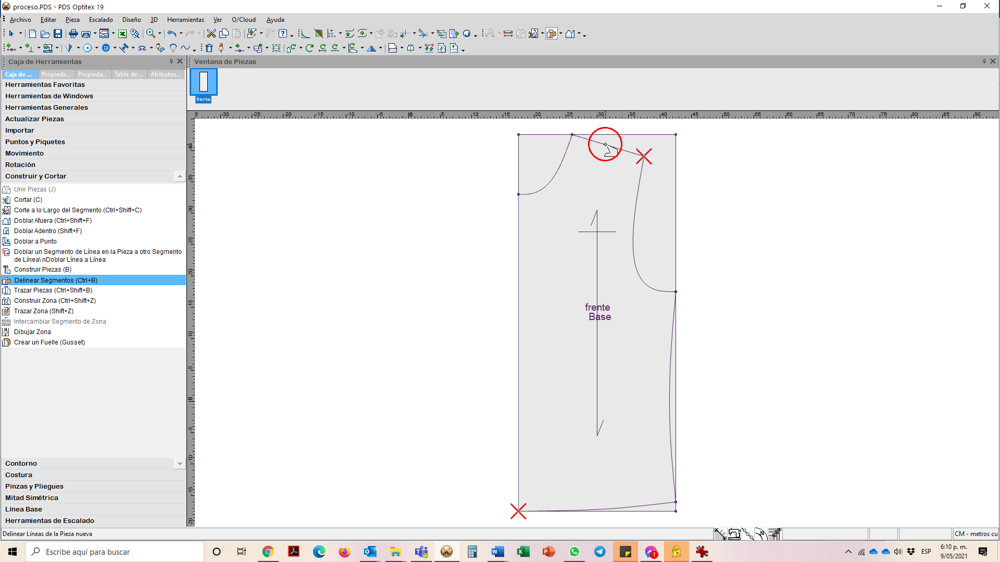 proceso.PDS - PDS Optitex 19
Archivo Editar Pieza Escalado Diseño 3D Herramientas Ver O/Cloud Ayuda
Caja de Herramientas
Ventana de Piezas
Caja de ... Propieda... Propieda... Tabla de ... Atributos...
frente
Herramientas Favoritas
Herramientas de Windows
Herramientas Generales
Actualizar Piezas
Importar
Puntos y Piquetes
Movimiento
Rotación
Construir y Cortar
Unir Piezas (J)
Cortar (C)
Corte a lo Largo del Segmento (Ctrl+Shift+C)
Doblar Afuera (Ctrl+Shift+F)
Doblar Adentro (Shift+F)
Doblar a Punto
Doblar un Segmento de Línea en la Pieza a otro Segmento
de Línea\ nDoblar Línea a Línea
Construir Piezas (B)
Delinear Segmentos (Ctrl+B)
Trazar Piezas (Ctrl+Shift+B)
Construir Zona (Ctrl+Shift+Z)
Trazar Zona (Shift+Z)
Intercambiar Segmento de Zona
Dibujar Zona
Crear un Fuelle (Gusset)
Contorno
Costura
Pinzas y Pliegues
Mitad Simétrica
Línea Base
Herramientas de Escalado
5 -30 -25 -20 -15 -10 -5 0 5 10 15 20 25 30 35 40 45 50 55 60 65 70 75 80 85 90
40
35
30
25
20
15
10
5
0
-5
-10
-15
-20
frente
Base
Delinear Líneas de la Pieza nueva
CM - metros cu
Escribe aquí para buscar
1
ESP
6:10 p. m.
9/05/2021